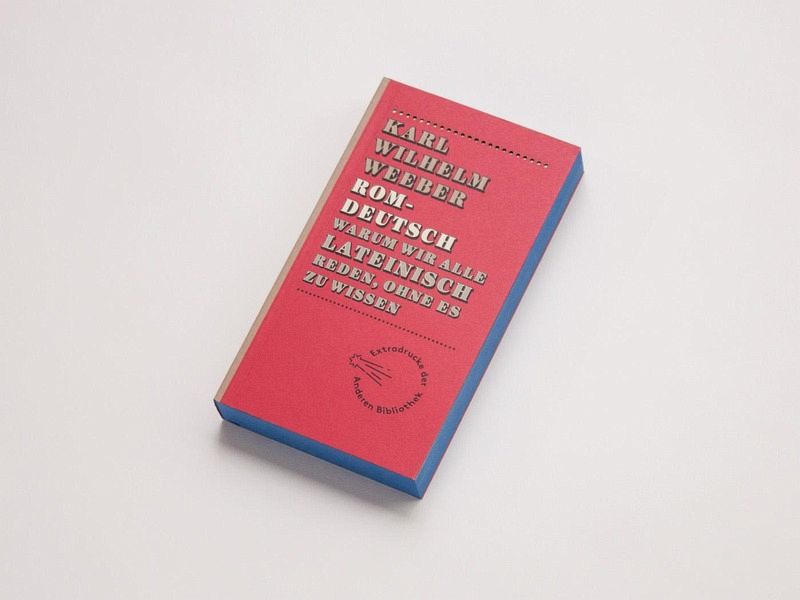 KARL
WILHELM
WEEBER
ROM-
DEUTSCH
WARUM WIR ALLE
LATEINISCH
REDEN, OHNE ES
ZU WISSEN
Extradrucke der
Anderen Bibliothek